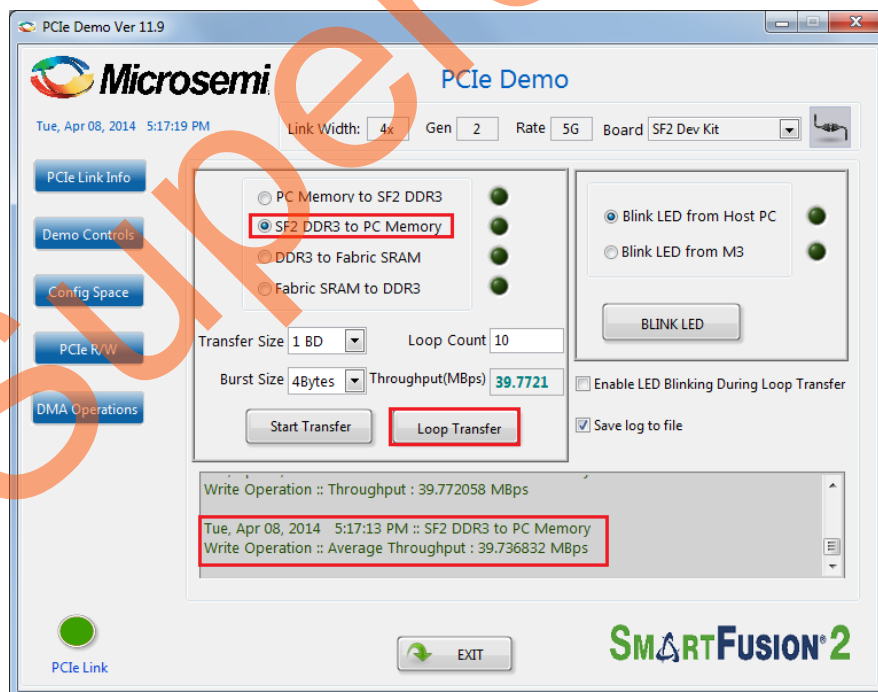 PCIe Demo Ver 11.9
Microsemi.
PCIe Demo
Tue, Apr 08, 2014 5:17:19 PM
Link Width: 4x Gen 2 Rate 5G Board SF2 Dev Kit
PCIe Link Info
Demo Controls
Config Space
PCIe R/W
DMA Operations
PC Memory to SF2 DDR3
SF2 DDR3 to PC Memory
DDR3 to Fabric SRAM
Fabric SRAM to DDR3
Transfer Size 1 BD Loop Count 10
Burst Size 4Bytes Throughput(MBps) 39.7721
Start Transfer Loop Transfer
Blink LED from Host PC
Blink LED from M3
BLINK LED
Enable LED Blinking During Loop Transfer
Save log to file
Write Operation :: Throughput : 39.772058 MBps
Tue, Apr 08, 2014 5:17:13 PM :: SF2 DDR3 to PC Memory
Write Operation :: Average Throughput : 39.736832 MBps
PCIe Link
EXIT
SMARTFUSION®2